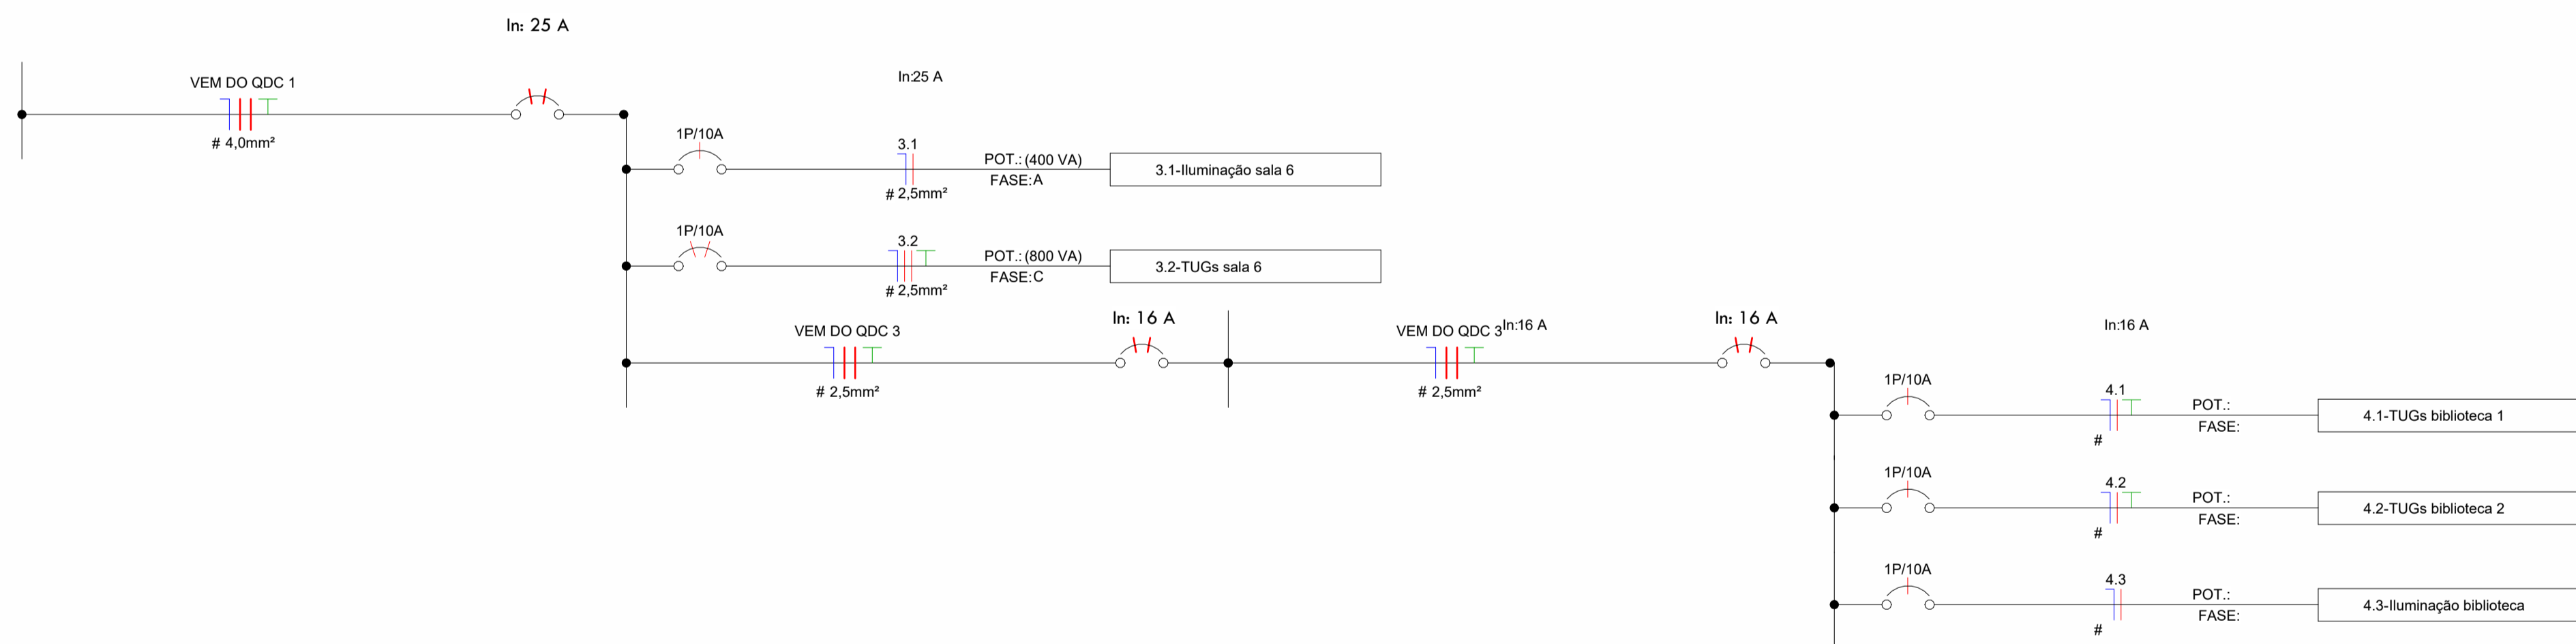 In: 25 A
VEM DO QDC 1
# 4,0mm²
In:25 A
1P/10A
3.1
# 2,5mm²
POT.: (400 VA)
FASE: A
3.1-Iluminação sala 6
1P/10A
3.2
# 2,5mm²
POT.: (800 VA)
FASE: C
3.2-TUGs sala 6
VEM DO QDC 3
# 2,5mm²
In: 16 A
VEM DO QDC 3
In:16 A
# 2,5mm²
In: 16 A
In:16 A
1P/10A
4.1
#
POT.:
FASE:
4.1-TUGs biblioteca 1
1P/10A
4.2
#
POT.:
FASE:
4.2-TUGs biblioteca 2
1P/10A
4.3
#
POT.:
FASE:
4.3-Iluminação biblioteca